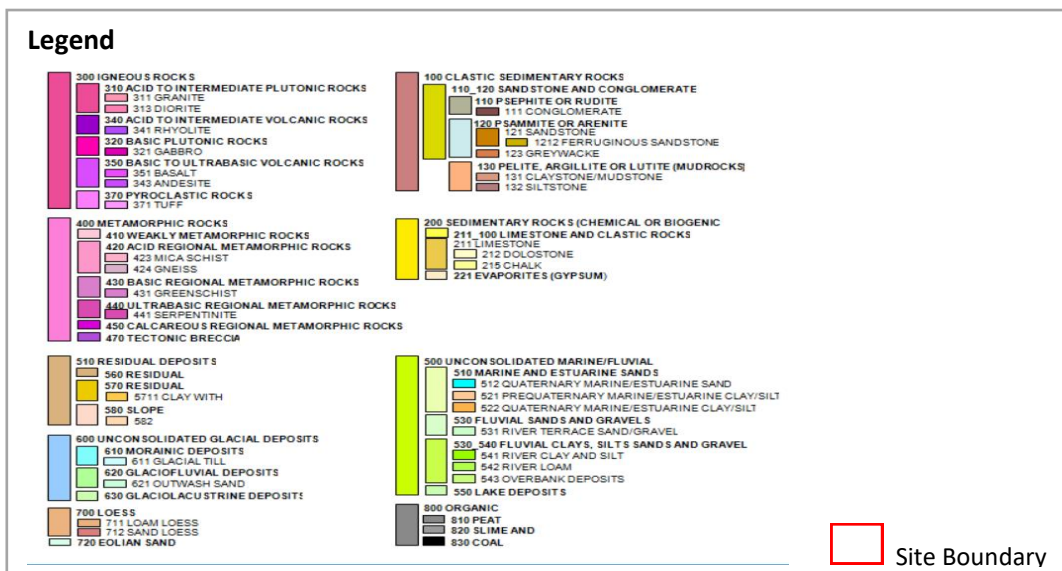 Legend
300 IGNEOUS ROCKS
310 ACID TO INTERMEDIATE PLUTONIC ROCKS
311 GRANITE
313 DIORITE
340 ACID TO INTERMEDIATE VOLCANIC ROCKS
341 RHYOLITE
320 BASIC PLUTONIC ROCKS
321 GABBRO
350 BASIC TO ULTRABASIC VOLCANIC ROCKS
351 BASALT
343 ANDESITE
370 PYROCLASTIC ROCKS
371 TUFF
400 METAMORPHIC ROCKS
410 WEAKLY METAMORPHIC ROCKS
420 ACID REGIONAL METAMORPHIC ROCKS
423 MICA SCHIST
424 GNEISS
430 BASIC REGIONAL METAMORPHIC ROCKS
431 GREENSCHIST
440 ULTRABASIC REGIONAL METAMORPHIC ROCKS
441 SERPENTINITE
450 CALCAREOUS REGIONAL METAMORPHIC ROCKS
470 TECTONIC BRECCIA
510 RESIDUAL DEPOSITS
560 RESIDUAL
570 RESIDUAL
5711 CLAY WITH
580 SLOPE
582
600 UNCONSOLIDATED GLACIAL DEPOSITS
610 MORAINIC DEPOSITS
611 GLACIAL TILL
620 GLACIOFLUVIAL DEPOSITS
621 OUTWASH SAND
630 GLACIOLACUSTRINE DEPOSITS
700 LOESS
711 LOAM LOESS
712 SAND LOESS
720 EOLIAN SAND
100 CLASTIC SEDIMENTARY ROCKS
110_120 SANDSTONE AND CONGLOMERATE
110 PSEPHITE OR RUDITE
111 CONGLOMERATE
120 PSAMMITE OR ARENITE
121 SANDSTONE
1212 FERRUGINOUS SANDSTONE
123 GREYWACKE
130 PELITE, ARGILLITE OR LUTITE (MUDROCKS)
131 CLAYSTONE/MUDSTONE
132 SILTSTONE
200 SEDIMENTARY ROCKS (CHEMICAL OR BIOGENIC
211_100 LIMESTONE AND CLASTIC ROCKS
211 LIMESTONE
212 DOLOSTONE
215 CHALK
221 EVAPORITES (GYPSUM)
500 UNCONSOLIDATED MARINE/FLUVIAL
510 MARINE AND ESTUARINE SANDS
512 QUATERNARY MARINE/ESTUARINE SAND
521 PREQUATERNARY MARINE/ESTUARINE CLAY/SILT
522 QUATERNARY MARINE/ESTUARINE CLAY/SILT
530 FLUVIAL SANDS AND GRAVELS
531 RIVER TERRACE SAND/GRAVEL
530_540 FLUVIAL CLAYS, SILTS SANDS AND GRAVEL
541 RIVER CLAY AND SILT
542 RIVER LOAM
543 OVERBANK DEPOSITS
550 LAKE DEPOSITS
800 ORGANIC
810 PEAT
820 SLIME AND
830 COAL
Site Boundary